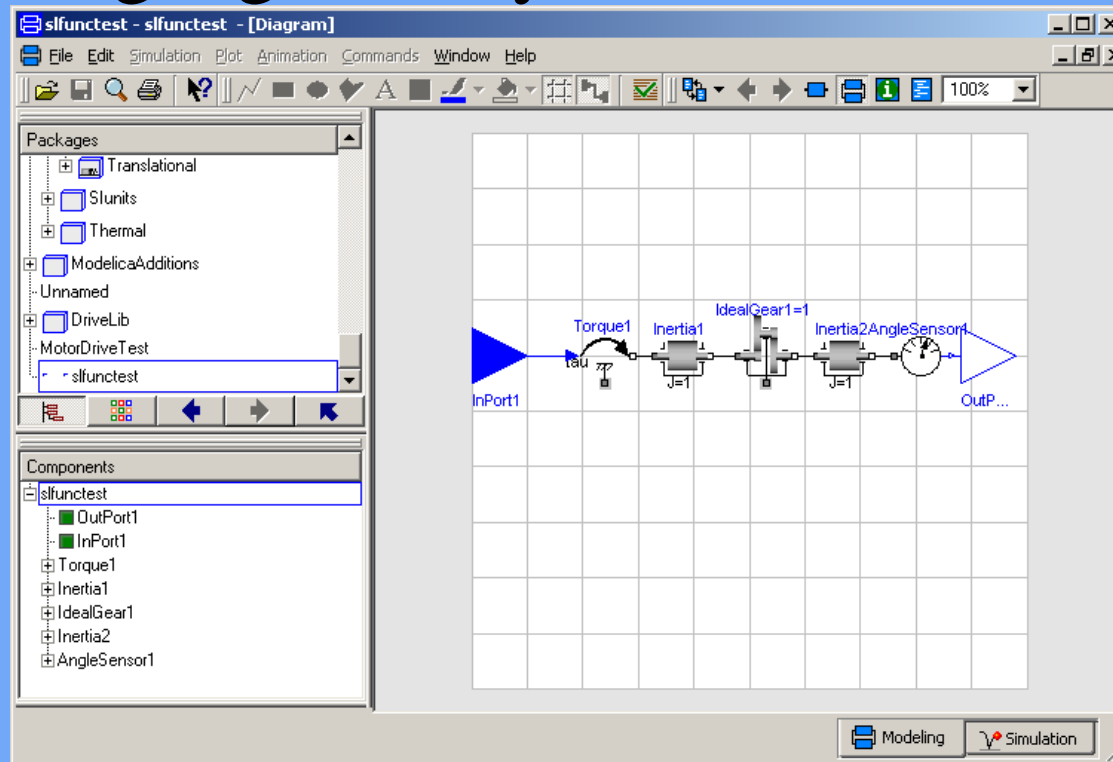 slfunctest - slfunctest - [Diagram]
File Edit Simulation Plot Animation Commands Window Help
100%
Packages
Translational
SIunits
Thermal
ModelicaAdditions
Unnamed
DriveLib
MotorDriveTest
slfunctest
Components
slfunctest
OutPort1
InPort1
Torque1
Inertia1
IdealGear1
Inertia2
AngleSensor1
IdealGear1=1
Torque1 Inertia1 Inertia2 AngleSensor1
tau
J=1 J=1
InPort1 OutP...
Modeling Simulation